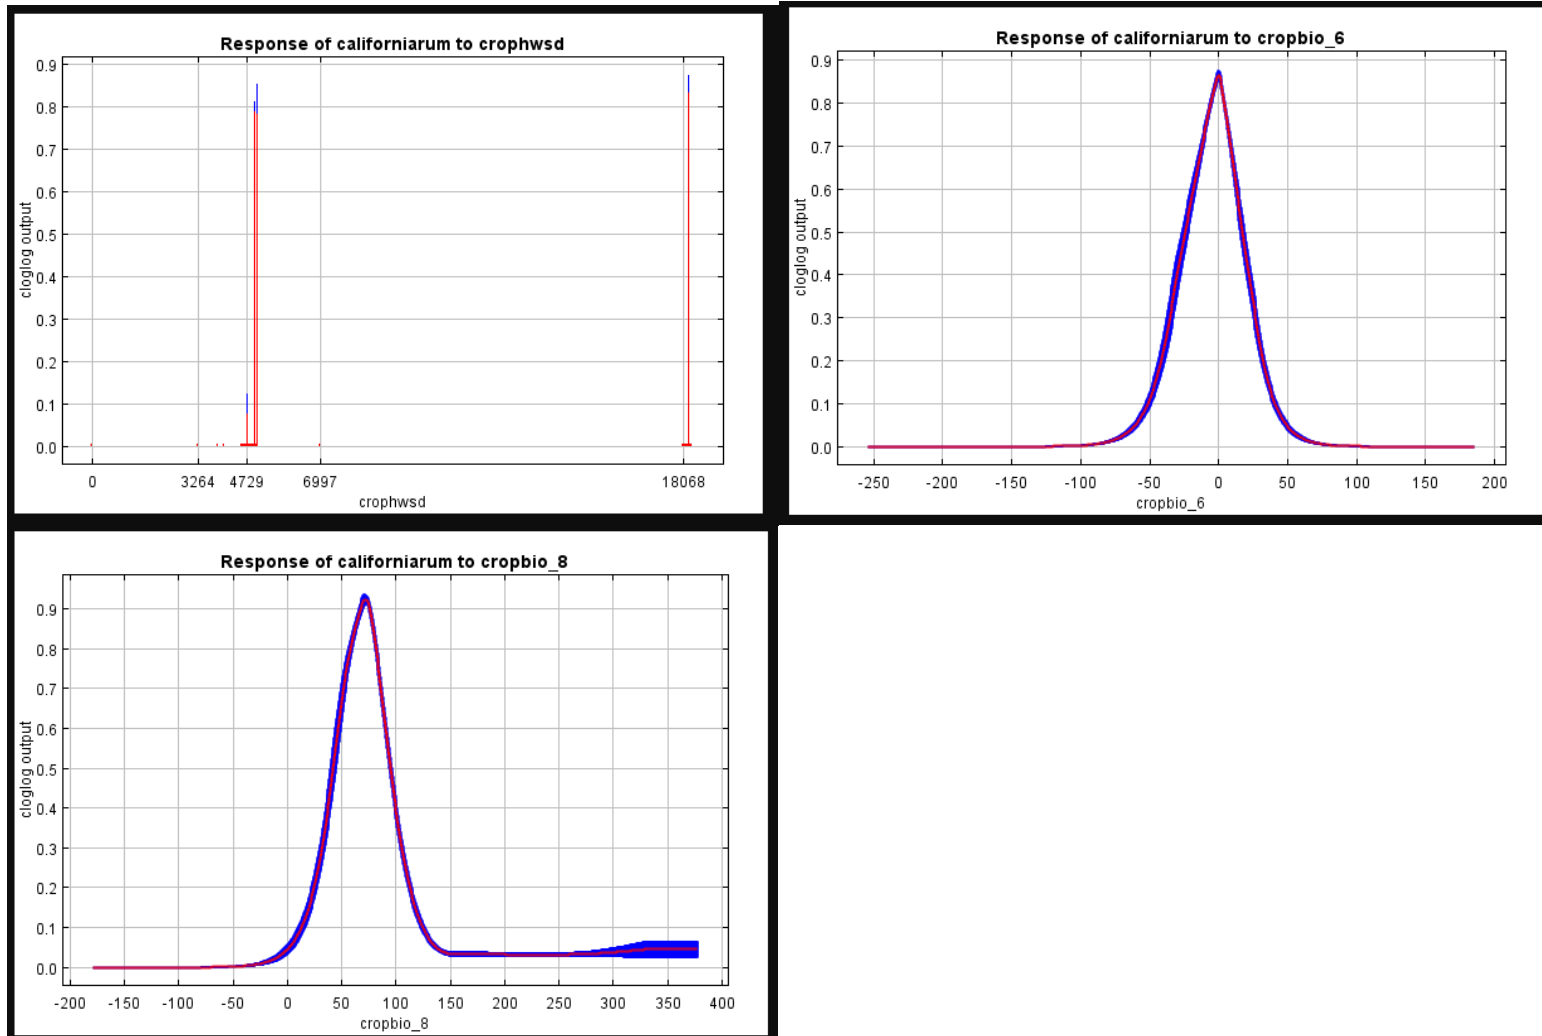 Response of californiarum to crophwsd
cloglog output
0.9
0.8
0.7
0.6
0.5
0.4
0.3
0.2
0.1
0.0
0 3264 4729 6997 18068
crophwsd
Response of californiarum to cropbio_6
cloglog output
0.9
0.8
0.7
0.6
0.5
0.4
0.3
0.2
0.1
0.0
-250 -200 -150 -100 -50 0 50 100 150 200
cropbio_6
Response of californiarum to cropbio_8
cloglog output
0.9
0.8
0.7
0.6
0.5
0.4
0.3
0.2
0.1
0.0
-200 -150 -100 -50 0 50 100 150 200 250 300 350 400
cropbio_8